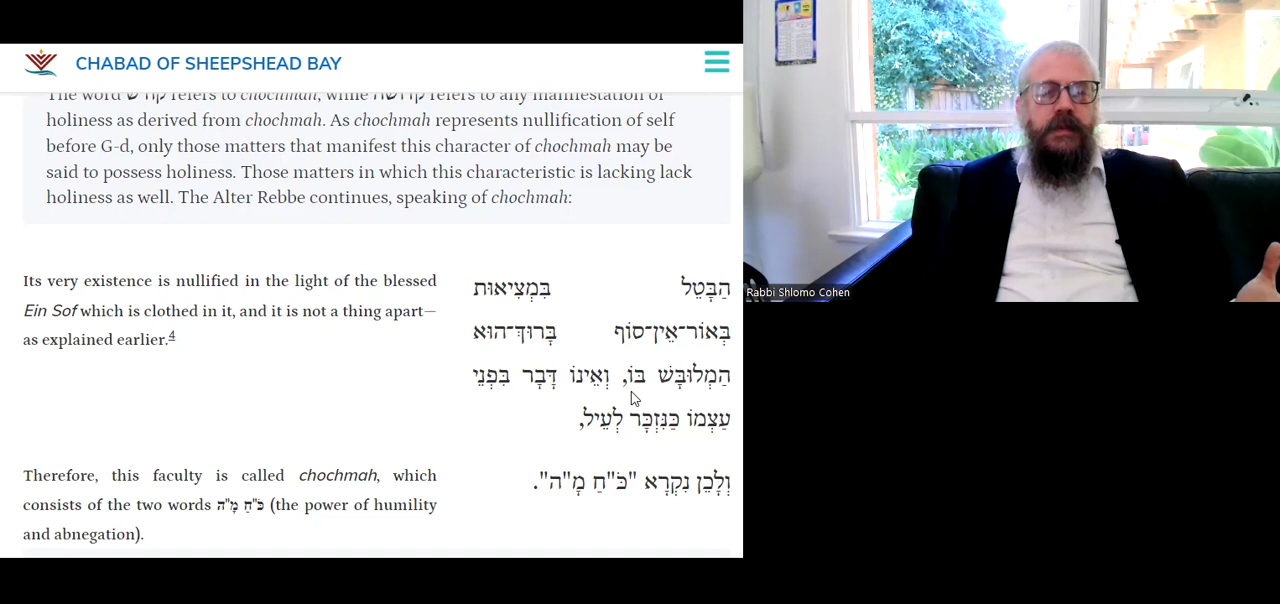 CHABAD OF SHEEPSHEAD BAY
The word קודש refers to chochmah, while קדושה refers to any manifestation of
holiness as derived from chochmah. As chochmah represents nullification of self
before G-d, only those matters that manifest this character of chochmah may be
said to possess holiness. Those matters in which this characteristic is lacking lack
holiness as well. The Alter Rebbe continues, speaking of chochmah:
Its very existence is nullified in the light of the blessed
Ein Sof which is clothed in it, and it is not a thing apart—
as explained earlier.4
הַבָּטֵל בִּמְצִיאוּת
בְּאוֹר־אֵין־סוֹף בָּרוּךְ־הוּא
הַמְלוּבָּשׁ בּוֹ, וְאֵינוֹ דָּבָר בִּפְנֵי
עַצְמוֹ כַּנִּזְכָּר לְעֵיל,
Therefore, this faculty is called chochmah, which
consists of the two words כֹּ"חַ מָ"ה (the power of humility
and abnegation).
וְלָכֵן נִקְרָא "כֹּ"חַ מָ"ה".
Rabbi Shlomo Cohen